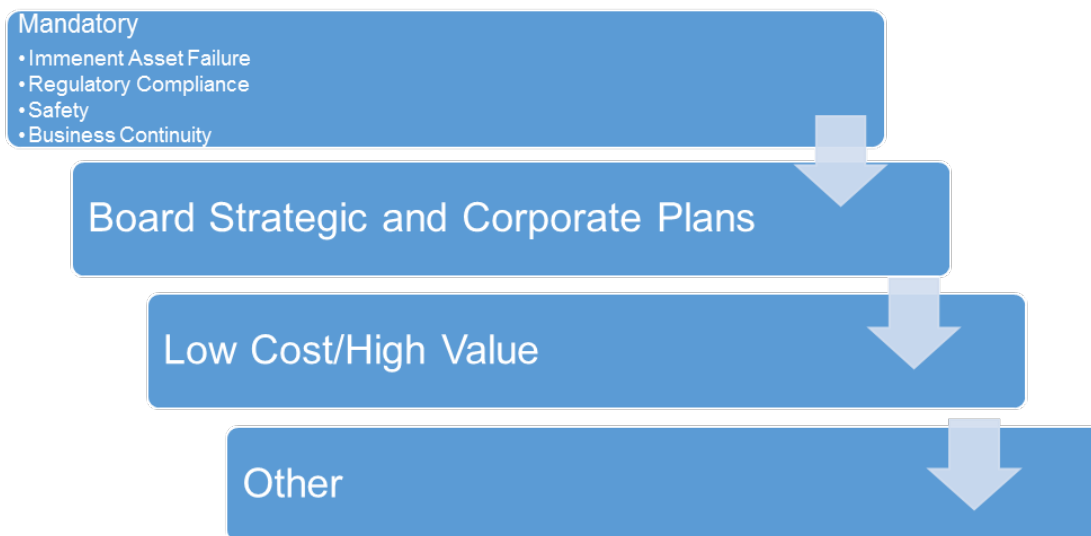 Mandatory
• Immenent Asset Failure
• Regulatory Compliance
• Safety
• Business Continuity
Board Strategic and Corporate Plans
Low Cost/High Value
Other